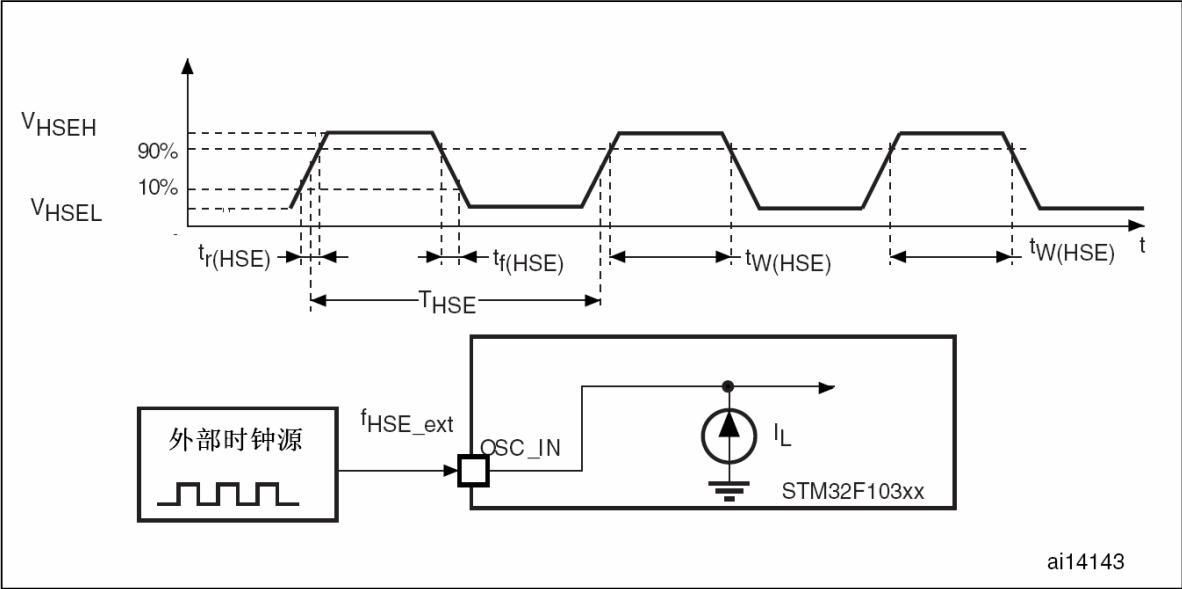 VHSEH
90%
10%
VHSEL
tr(HSE)
tf(HSE)
tW(HSE)
tW(HSE)
t
THSE
fHSE_ext
外部时钟源
OSC_IN
IL
STM32F103xx
ai14143